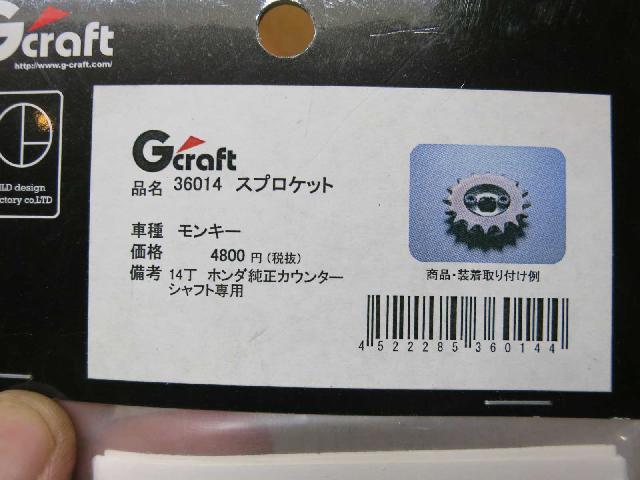 Gcraft
http://www.g-craft.com/
ILD design
ctory co,LTD
Gcraft
品名 36014 スプロケット
車種 モンキー
価格 4800 円(税抜)
備考 14丁 ホンダ純正カウンター
シャフト専用
商品・装着取り付け例
4522285360144